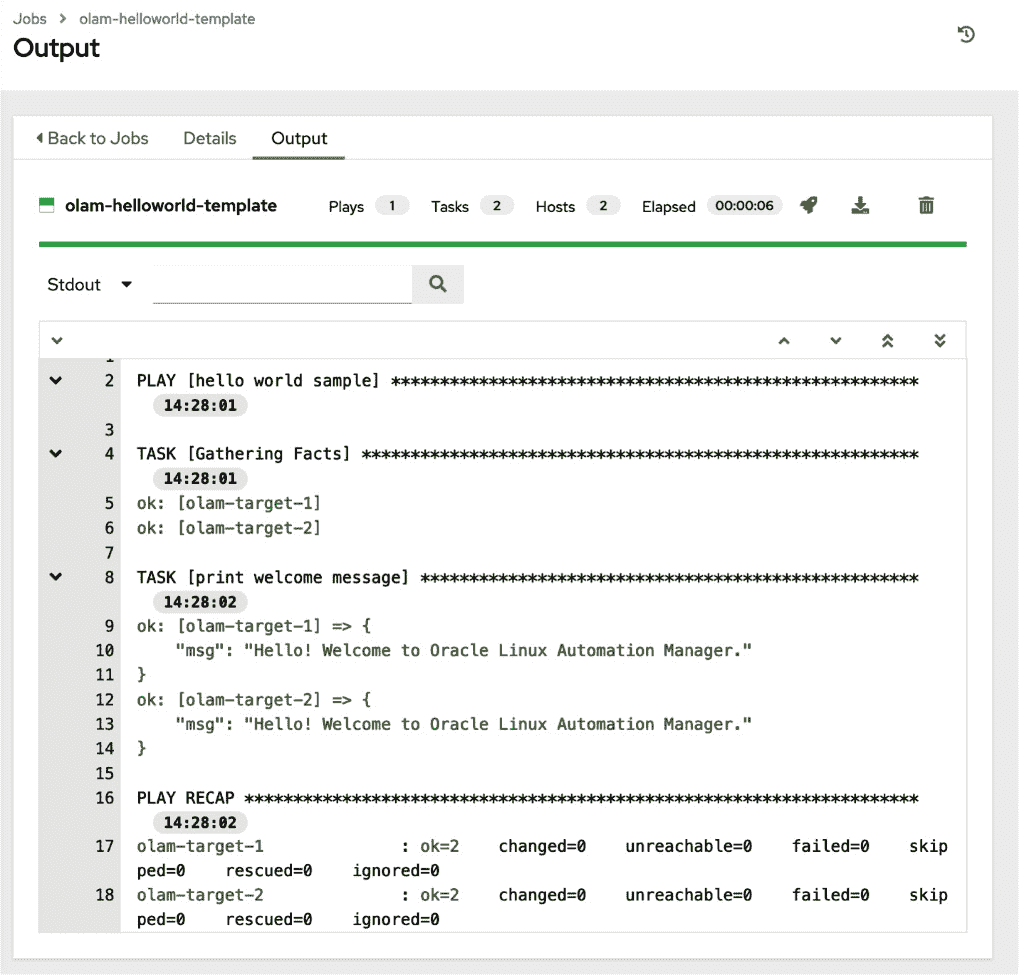 Jobs > olam-helloworld-template
Output
Back to Jobs Details Output
olam-helloworld-template Plays 1 Tasks 2 Hosts 2 Elapsed 00:00:06
Stdout
1
2 PLAY [hello world sample] ******************************************************
14:28:01
3
4 TASK [Gathering Facts] *********************************************************
14:28:01
5 ok: [olam-target-1]
6 ok: [olam-target-2]
7
8 TASK [print welcome message] ***************************************************
14:28:02
9 ok: [olam-target-1] => {
10 "msg": "Hello! Welcome to Oracle Linux Automation Manager."
11 }
12 ok: [olam-target-2] => {
13 "msg": "Hello! Welcome to Oracle Linux Automation Manager."
14 }
15
16 PLAY RECAP *********************************************************************
14:28:02
17 olam-target-1 : ok=2 changed=0 unreachable=0 failed=0 skip
ped=0 rescued=0 ignored=0
18 olam-target-2 : ok=2 changed=0 unreachable=0 failed=0 skip
ped=0 rescued=0 ignored=0